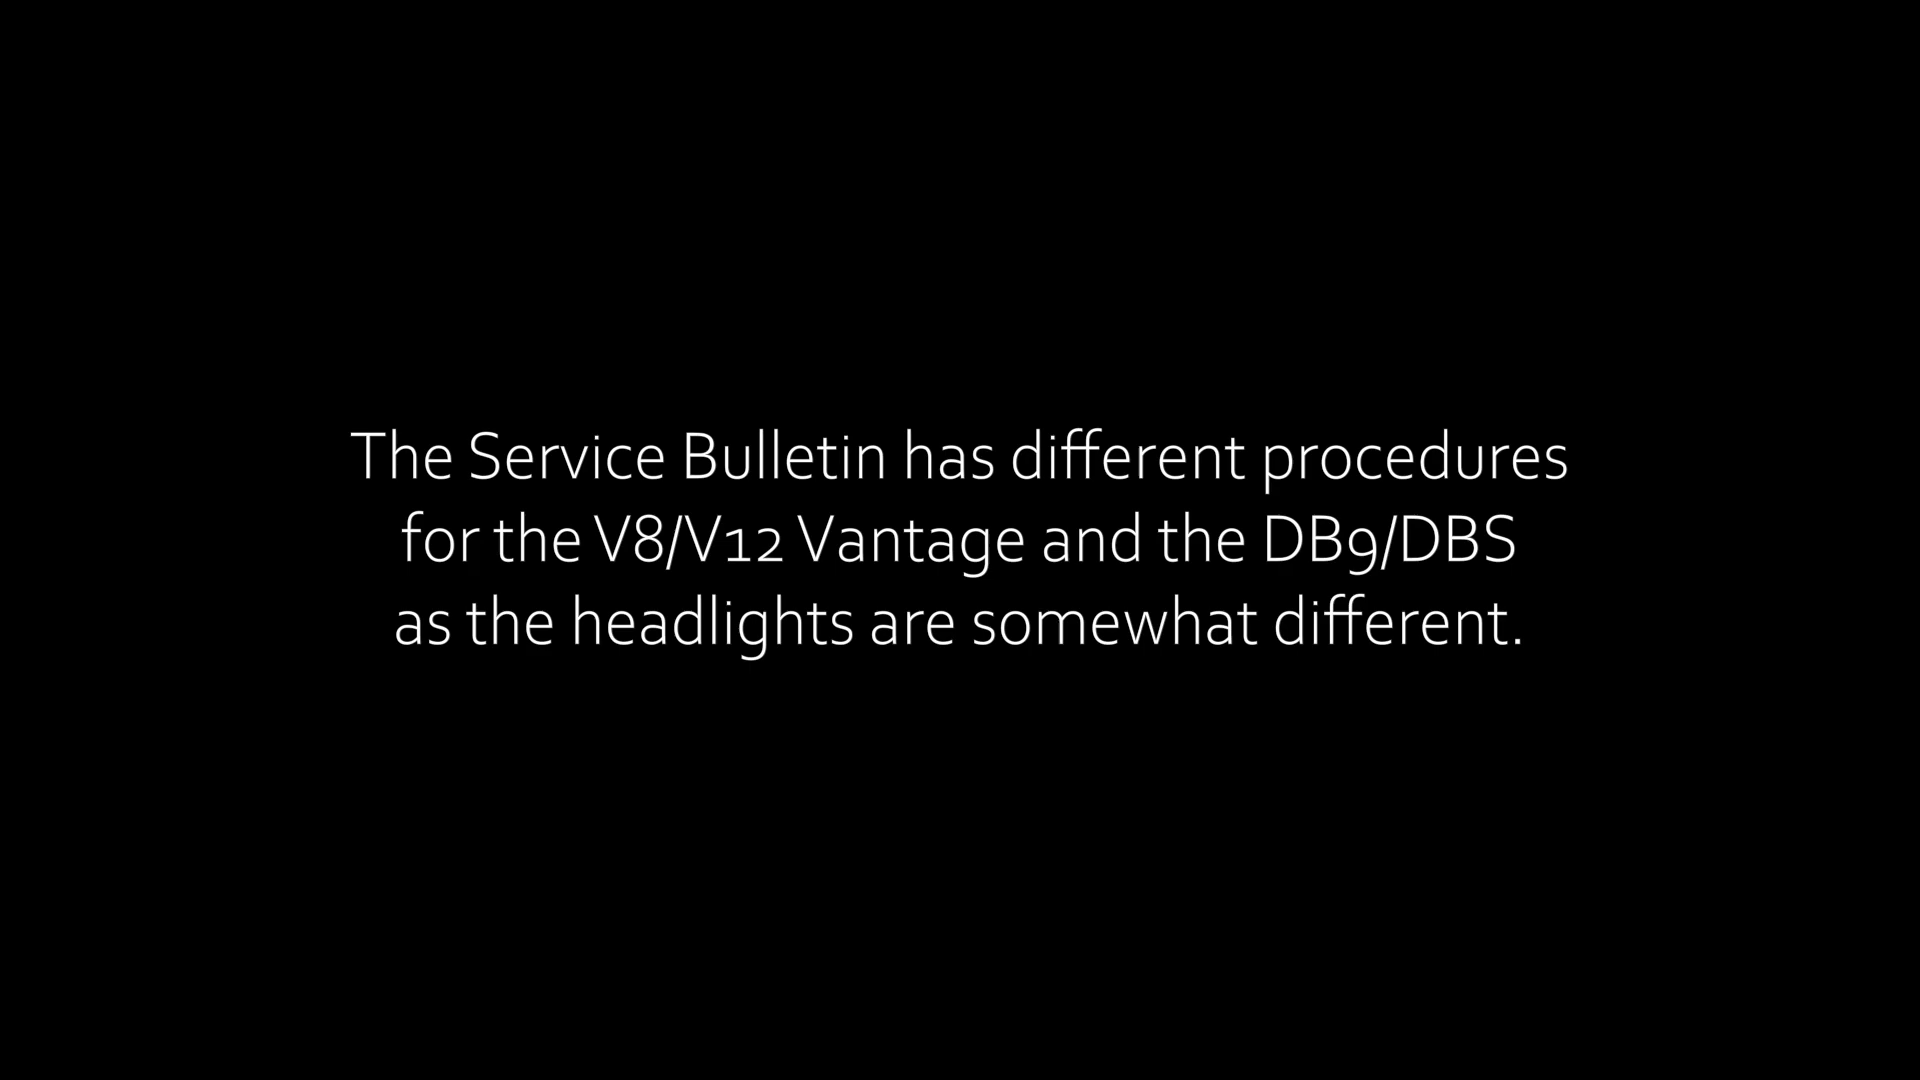 The Service Bulletin has different procedures
for the V8/V12 Vantage and the DB9/DBS
as the headlights are somewhat different.